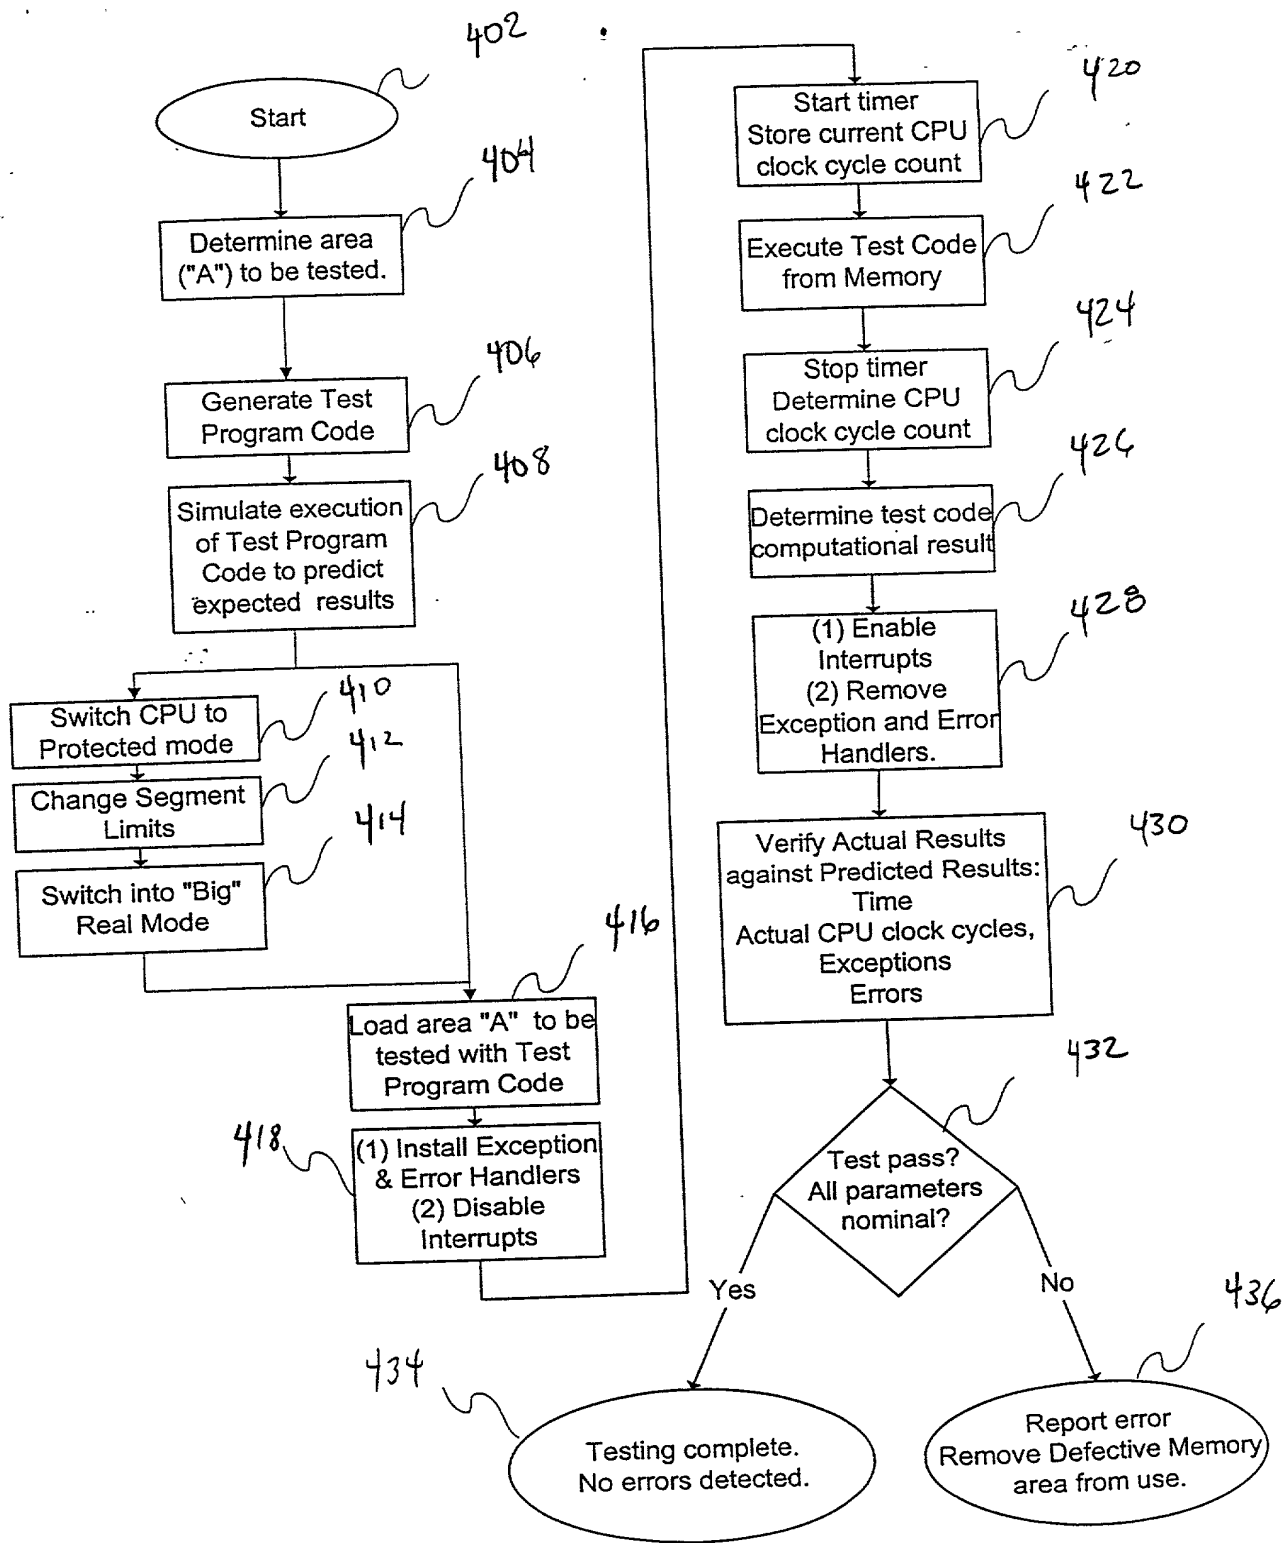 402
Start
404
Determine area
("A") to be tested.
406
Generate Test
Program Code
408
Simulate execution
of Test Program
Code to predict
expected results
410
Switch CPU to
Protected mode
412
Change Segment
Limits
414
Switch into "Big"
Real Mode
416
Load area "A" to be
tested with Test
Program Code
418
(1) Install Exception
& Error Handlers
(2) Disable
Interrupts
420
Start timer
Store current CPU
clock cycle count
422
Execute Test Code
from Memory
424
Stop timer
Determine CPU
clock cycle count
426
Determine test code
computational result
428
(1) Enable
Interrupts
(2) Remove
Exception and Error
Handlers.
430
Verify Actual Results
against Predicted Results:
Time
Actual CPU clock cycles,
Exceptions
Errors
432
Test pass?
All parameters
nominal?
Yes
No
434
Testing complete.
No errors detected.
436
Report error
Remove Defective Memory
area from use.